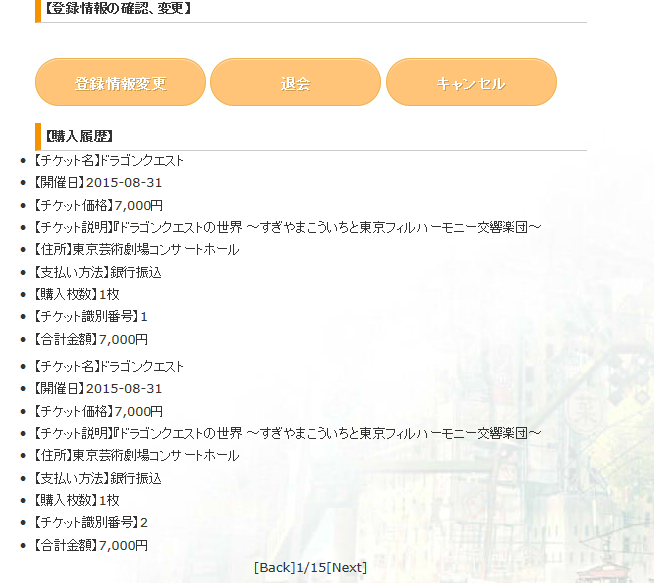 【登録情報の確認、変更】
登録情報変更 退会 キャンセル
【購入履歴】
• 【チケット名】ドラゴンクエスト
• 【開催日】2015-08-31
• 【チケット価格】7,000円
• 【チケット説明】『ドラゴンクエストの世界 ～すぎやまこういちと東京フィルハーモニー交響楽団～
• 【住所】東京芸術劇場コンサートホール
• 【支払い方法】銀行振込
• 【購入枚数】1枚
• 【チケット識別番号】1
• 【合計金額】7,000円
• 【チケット名】ドラゴンクエスト
• 【開催日】2015-08-31
• 【チケット価格】7,000円
• 【チケット説明】『ドラゴンクエストの世界 ～すぎやまこういちと東京フィルハーモニー交響楽団～
• 【住所】東京芸術劇場コンサートホール
• 【支払い方法】銀行振込
• 【購入枚数】1枚
• 【チケット識別番号】2
• 【合計金額】7,000円
[Back]1/15[Next]